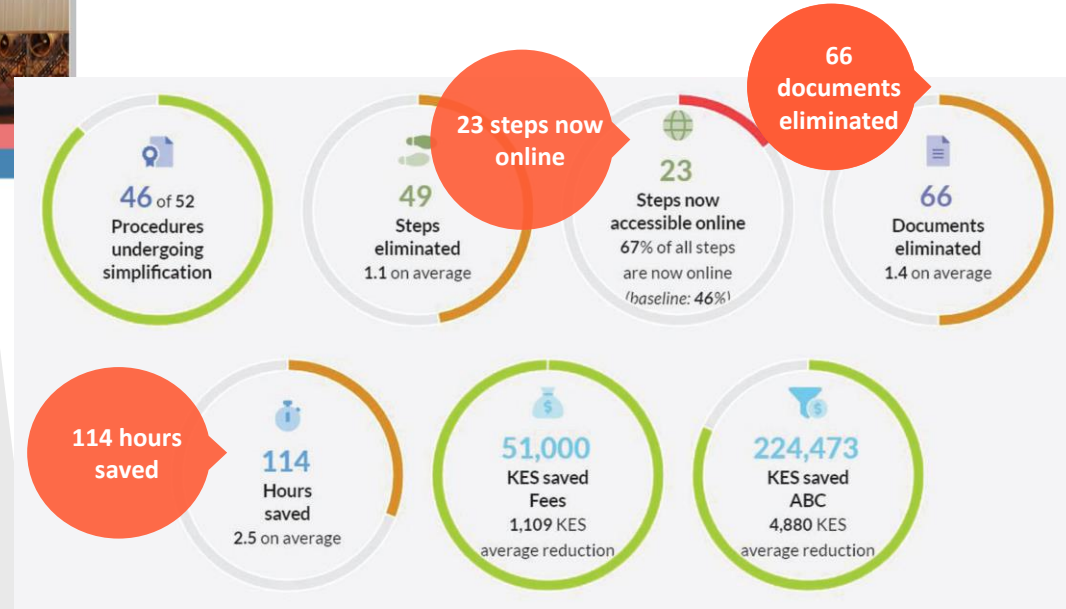 66
documents
eliminated
23 steps now
online
46 of 52
Procedures
undergoing
simplification
49
Steps
eliminated
1.1 on average
23
Steps now
accessible online
67% of all steps
are now online
(baseline: 46%)
66
Documents
eliminated
1.4 on average
114 hours
saved
114
Hours
saved
2.5 on average
51,000
KES saved
Fees
1,109 KES
average reduction
224,473
KES saved
ABC
4,880 KES
average reduction